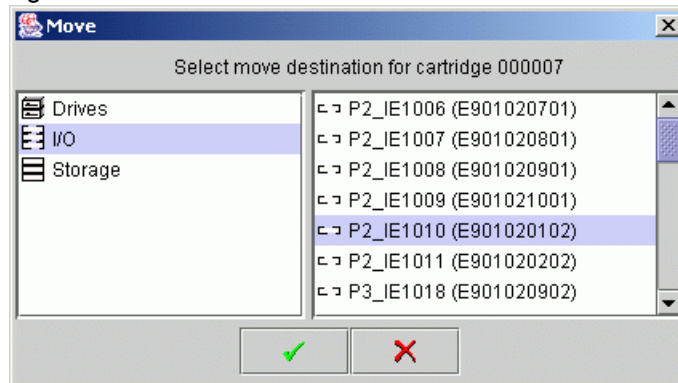 Move
Select move destination for cartridge 000007
Drives
I/O
Storage
P2_IE1006 (E901020701)
P2_IE1007 (E901020801)
P2_IE1008 (E901020901)
P2_IE1009 (E901021001)
P2_IE1010 (E901020102)
P2_IE1011 (E901020202)
P3_IE1018 (E901020902)